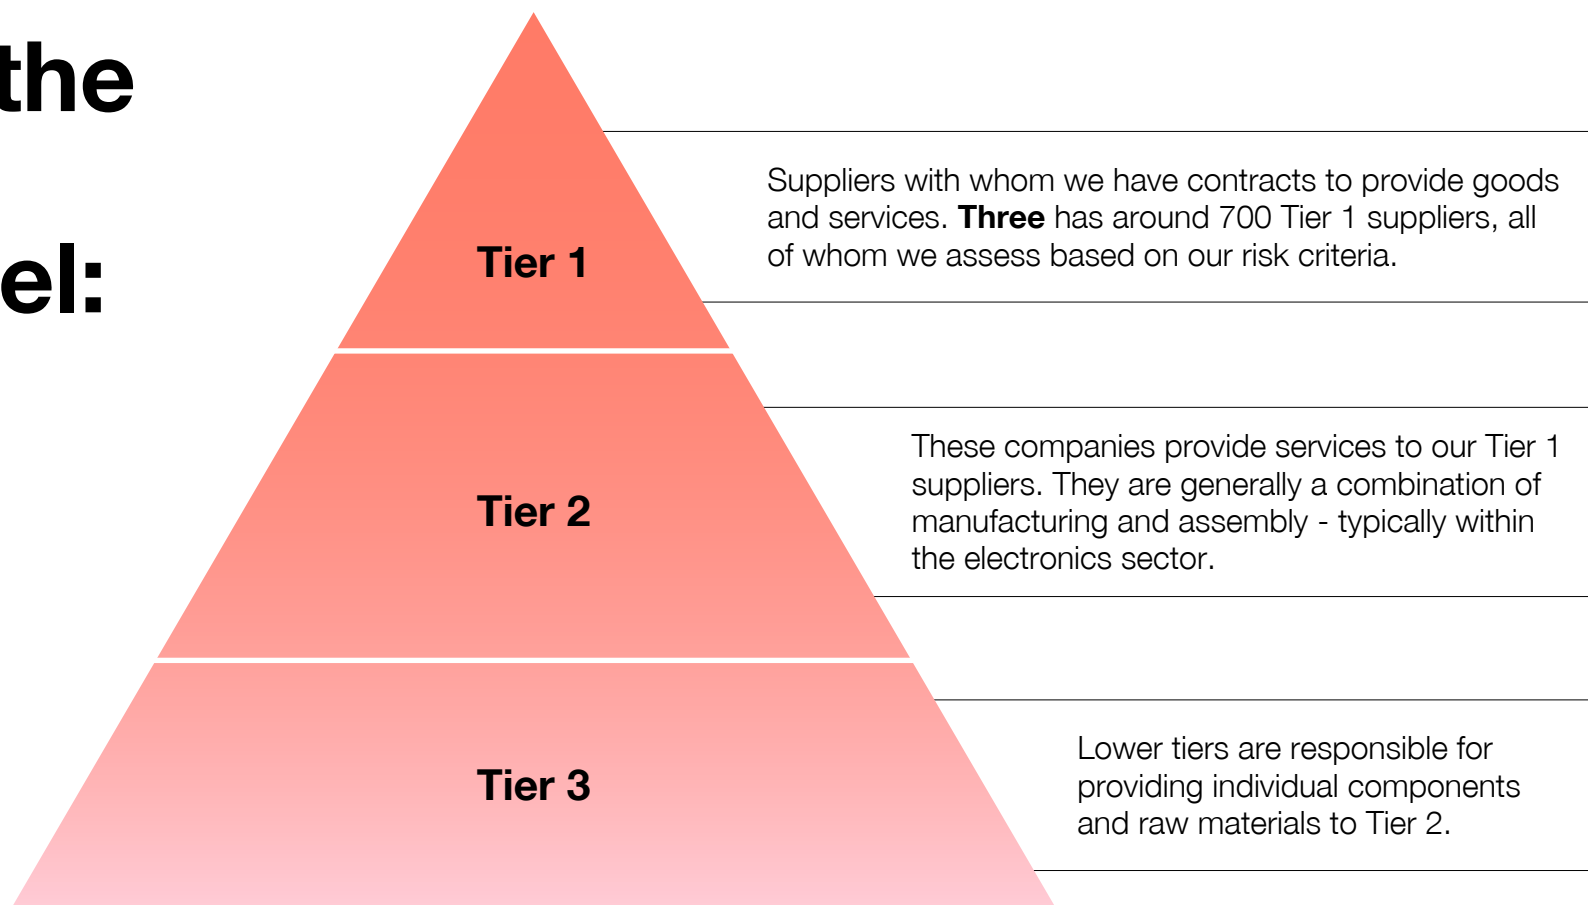 the
el:
Tier 1
Suppliers with whom we have contracts to provide goods
and services. Three has around 700 Tier 1 suppliers, all
of whom we assess based on our risk criteria.
Tier 2
These companies provide services to our Tier 1
suppliers. They are generally a combination of
manufacturing and assembly - typically within
the electronics sector.
Tier 3
Lower tiers are responsible for
providing individual components
and raw materials to Tier 2.